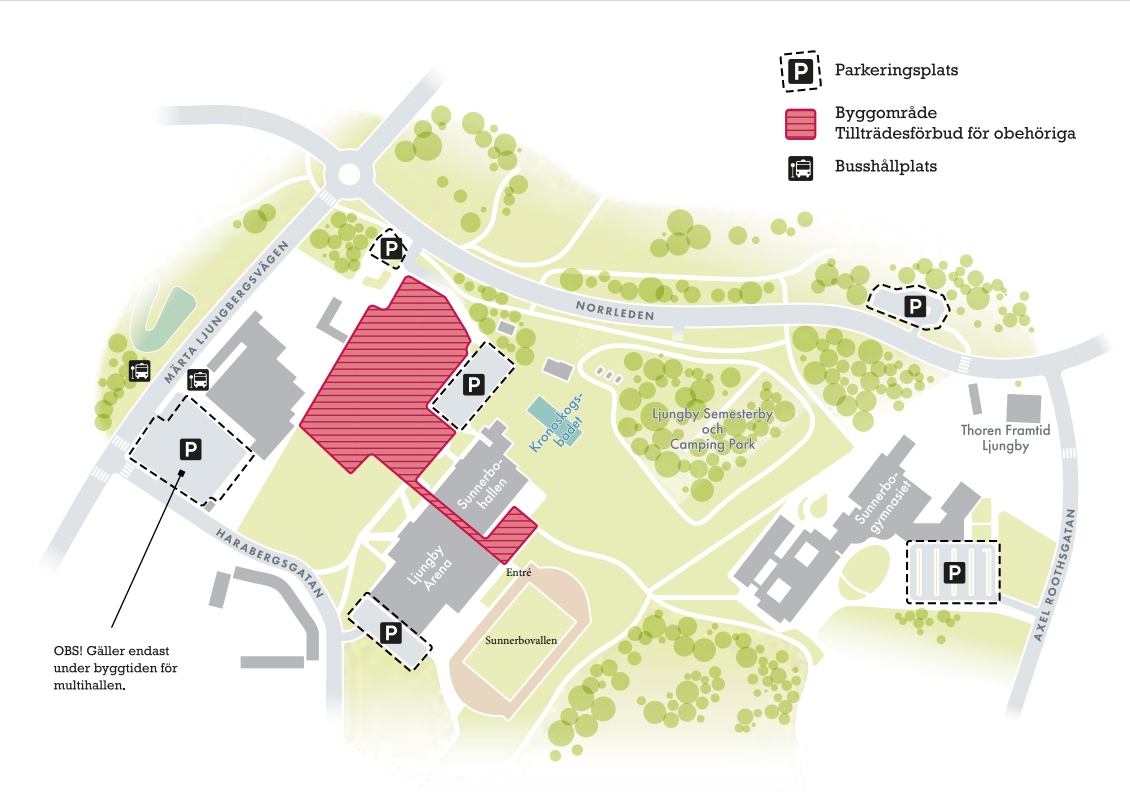 P Parkeringsplats
Byggområde
Tillträdesförbud för obehöriga
Busshållplats
MÄRTA LJUNGBERGSVÄGEN
P
NORRLEDEN
P
P
Kronoskogs-
badet
Ljungby Semesterby
och
Camping Park
Thoren Framtid
Ljungby
P
Sunnerbo-
hallen
Sunnerbo-
gymnasiet
HARABERGSGATAN
Ljungby
Arena
Entré
P
AXEL ROOTHSGATAN
P
Sunnerbovallen
OBS! Gäller endast
under byggtiden för
multihallen.